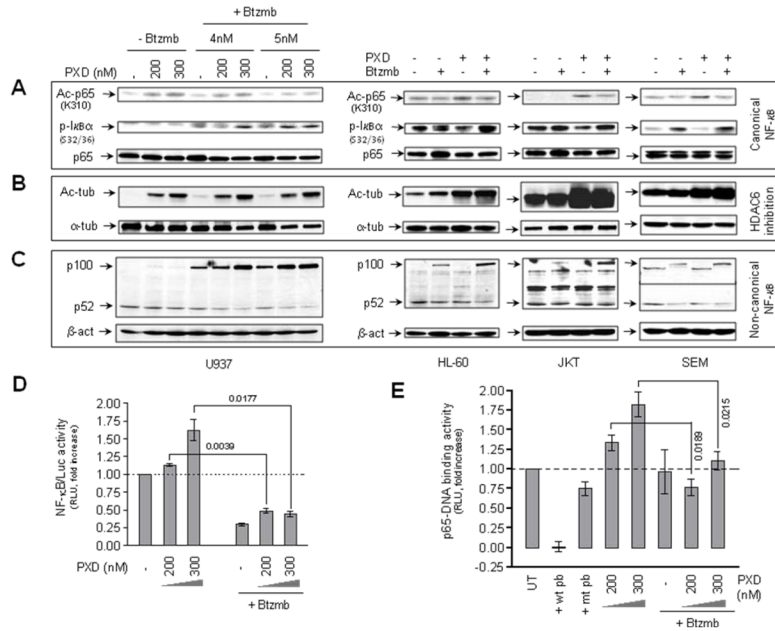 + Btzmb
- Btzmb 4nM 5nM
PXD (nM) - 200 300 - 200 300 - 200 300
PXD - - + + - - + + - - + +
Btzmb - + - + - + - + - + - +
A
Ac-p65 (K310)
p-IκBα (S32/36)
p65
Ac-p65 (K310)
p-IκBα (S32/36)
p65
Canonical NF-κB
B
Ac-tub
α-tub
Ac-tub
α-tub
HDAC6 inhibition
C
p100
p52
β-act
p100
p52
β-act
Non-canonical NF-κB
U937 HL-60 JKT SEM
D
NF-κB/Luc activity
(RLU, fold increase)
2.00
1.75
1.50
1.25
1.00
0.75
0.50
0.25
0.00
0.0177
0.0039
PXD (nM) - 200 300 - 200 300
+ Btzmb
E
p65-DNA binding activity
(RLU, fold increase)
2.00
1.75
1.50
1.25
1.00
0.75
0.50
0.25
0.00
-0.25
0.0189
0.0215
UT + wt pb + mt pb 200 300 - 200 300 PXD (nM)
+ Btzmb